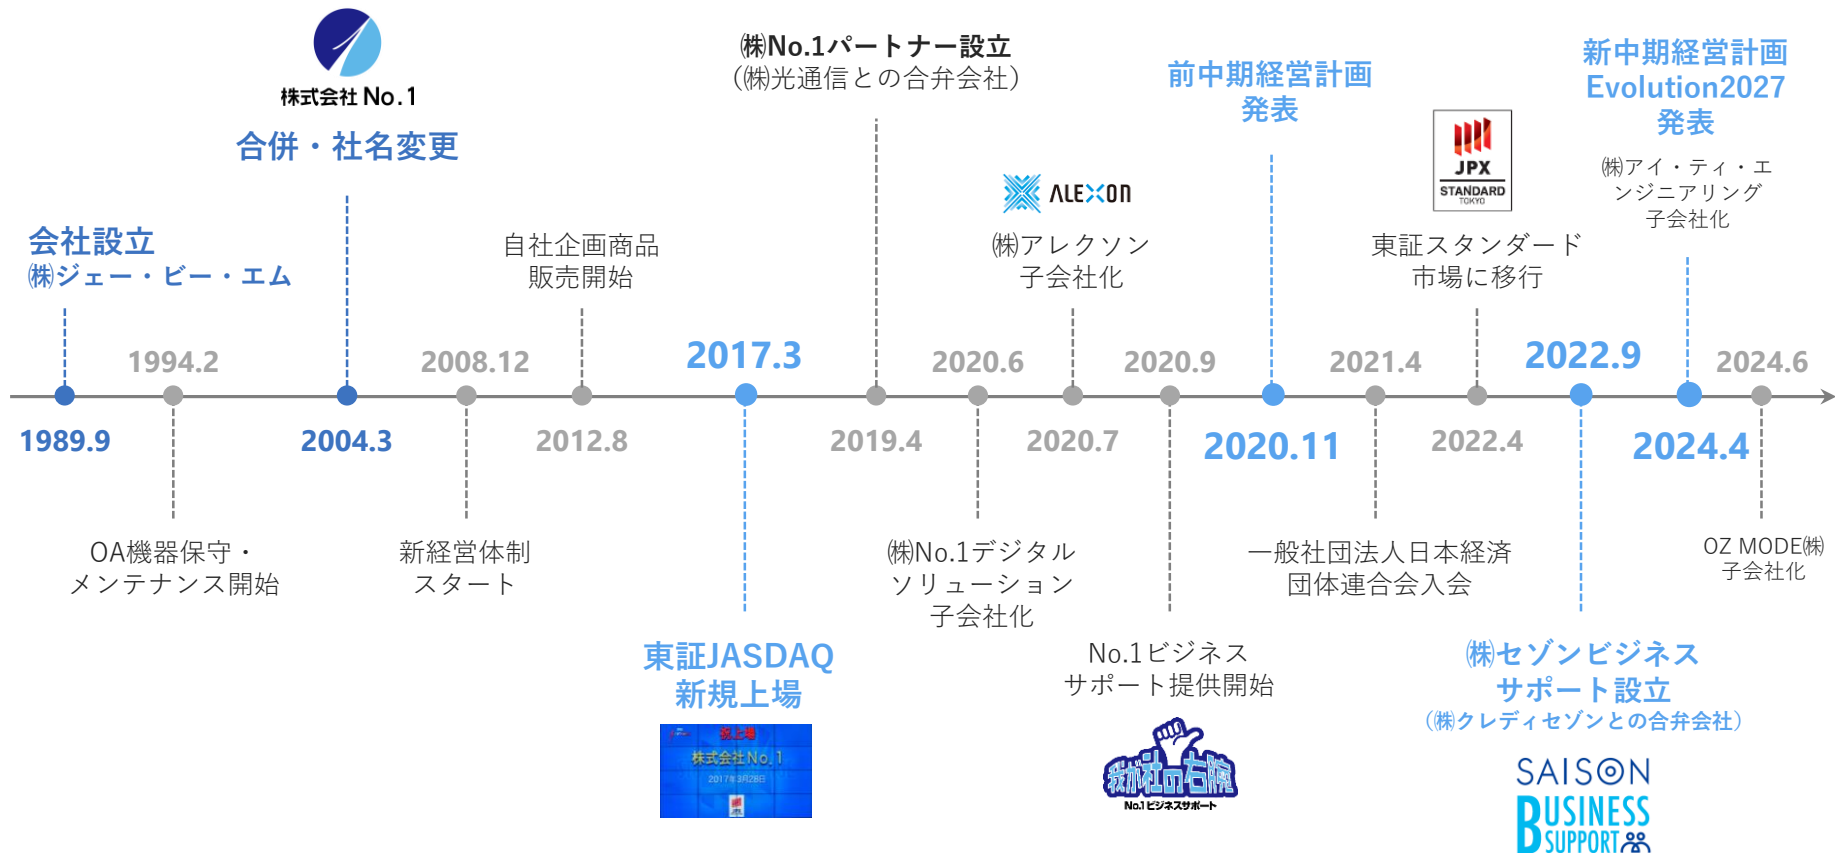 株式会社 No.1
合併・社名変更
会社設立
㈱ジェー・ビー・エム
自社企画商品
販売開始
㈱No.1パートナー設立
（㈱光通信との合弁会社）
ALEXON
㈱アレクソン
子会社化
前中期経営計画
発表
JPX
STANDARD
TOKYO
東証スタンダード
市場に移行
新中期経営計画
Evolution2027
発表
㈱アイ・ティ・エ
ンジニアリング
子会社化
1994.2
2008.12
2017.3
2020.6
2020.9
2021.4
2022.9
2024.6
1989.9
2004.3
2012.8
2019.4
2020.7
2020.11
2022.4
2024.4
OA機器保守・
メンテナンス開始
新経営体制
スタート
東証JASDAQ
新規上場
祝上場
株式会社No.1
2017年3月28日
㈱No.1デジタル
ソリューション
子会社化
No.1ビジネス
サポート提供開始
我が社の右腕
No.1 ビジネスサポート
一般社団法人日本経済
団体連合会入会
㈱セゾンビジネス
サポート設立
（㈱クレディセゾンとの合弁会社）
SAISON
BUSINESS
SUPPORT
OZ MODE㈱
子会社化